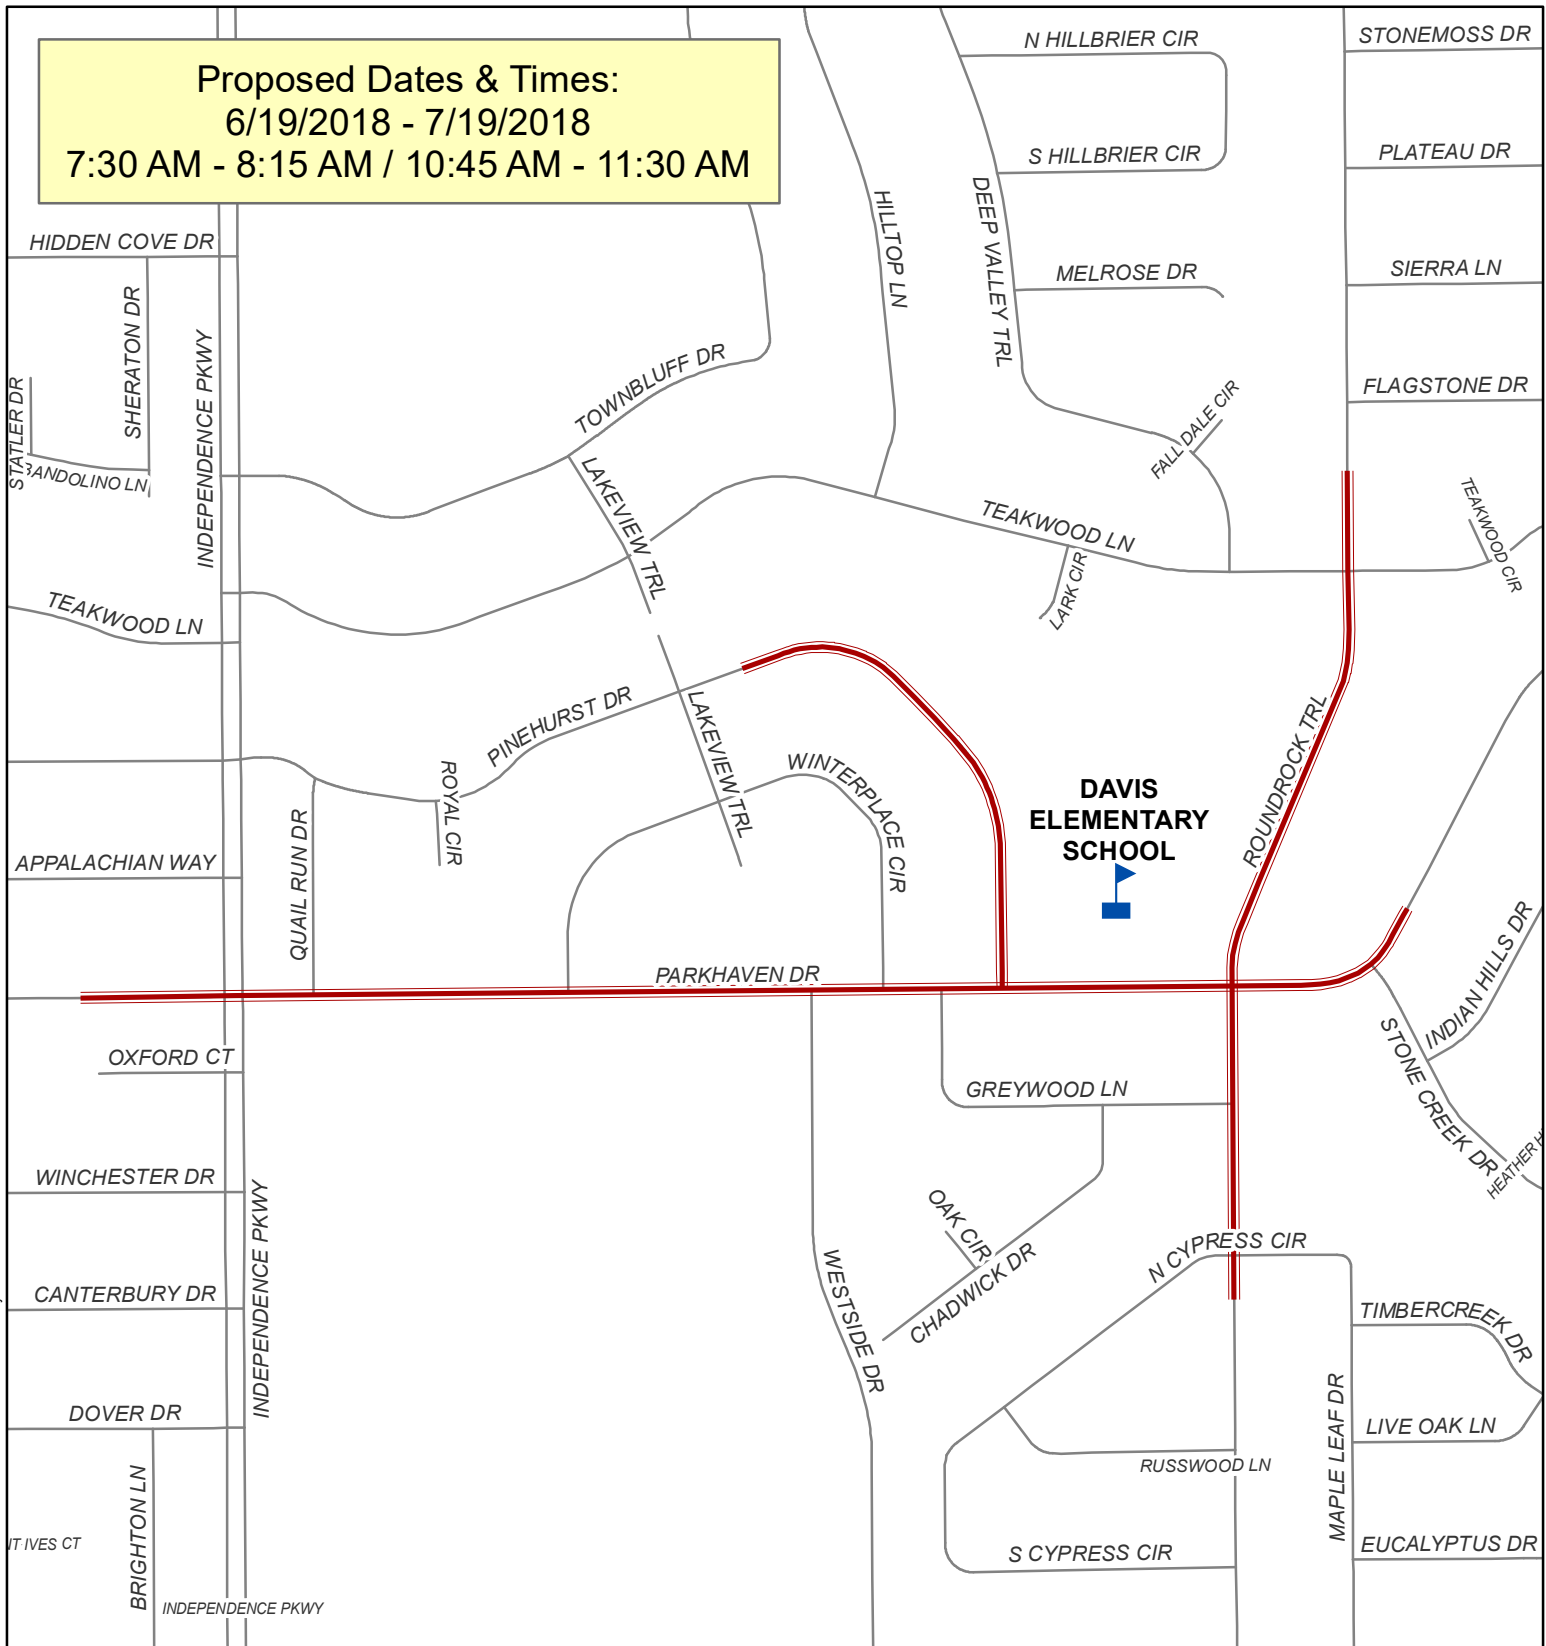 Proposed Dates & Times:
6/19/2018 - 7/19/2018
7:30 AM - 8:15 AM / 10:45 AM - 11:30 AM
N HILLBRIER CIR
STONEMOSS DR
S HILLBRIER CIR
PLATEAU DR
HILLTOP LN
DEEP VALLEY TRL
HIDDEN COVE DR
MELROSE DR
SIERRA LN
SHERATON DR
INDEPENDENCE PKWY
TOWNBLUFF DR
FLAGSTONE DR
STATLER DR
FALL DALE CIR
BANDOLINO LN
LAKEVIEW TRL
TEAKWOOD LN
TEAKWOOD CIR
LARK CIR
TEAKWOOD LN
PINEHURST DR
LAKEVIEW TRL
ROUNDROCK TRL
ROYAL CIR
WINTERPLACE CIR
DAVIS
ELEMENTARY
SCHOOL
APPALACHIAN WAY
QUAIL RUN DR
PARKHAVEN DR
INDIAN HILLS DR
OXFORD CT
STONE CREEK DR
GREYWOOD LN
HEATHER H
WINCHESTER DR
INDEPENDENCE PKWY
OAK CIR
N CYPRESS CIR
CHADWICK DR
WESTSIDE DR
CANTERBURY DR
TIMBERCREEK DR
DOVER DR
MAPLE LEAF DR
LIVE OAK LN
BRIGHTON LN
RUSSWOOD LN
IVES CT
S CYPRESS CIR
EUCALYPTUS DR
INDEPENDENCE PKWY